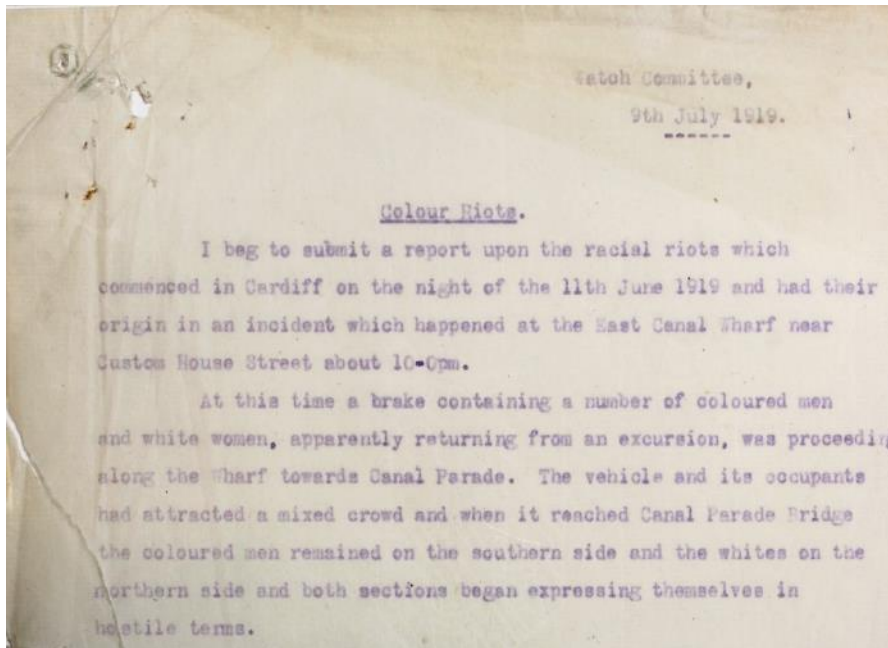 Watch Committee,
9th July 1919.
Colour Riots.
I beg to submit a report upon the racial riots which
commenced in Cardiff on the night of the 11th June 1919 and had their
origin in an incident which happened at the East Canal Wharf near
Custom House Street about 10-0pm.
At this time a brake containing a number of coloured men
and white women, apparently returning from an excursion, was proceeding
along the Wharf towards Canal Parade. The vehicle and its occupants
had attracted a mixed crowd and when it reached Canal Parade Bridge
the coloured men remained on the southern side and the whites on the
northern side and both sections began expressing themselves in
hostile terms.